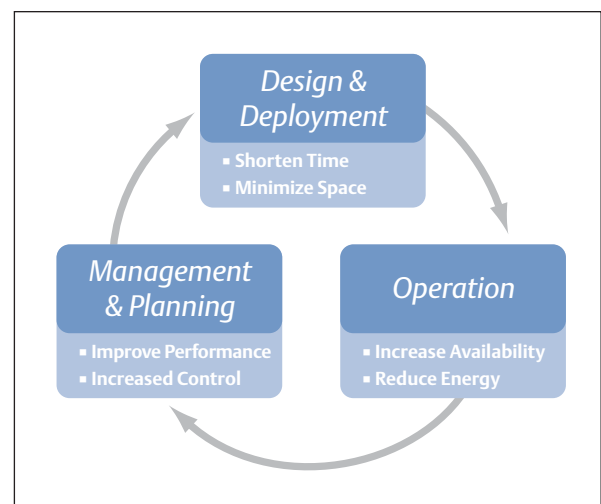 Design &
Deployment
▪ Shorten Time
▪ Minimize Space
Management
& Planning
▪ Improve Performance
▪ Increased Control
Operation
▪ Increase Availability
▪ Reduce Energy